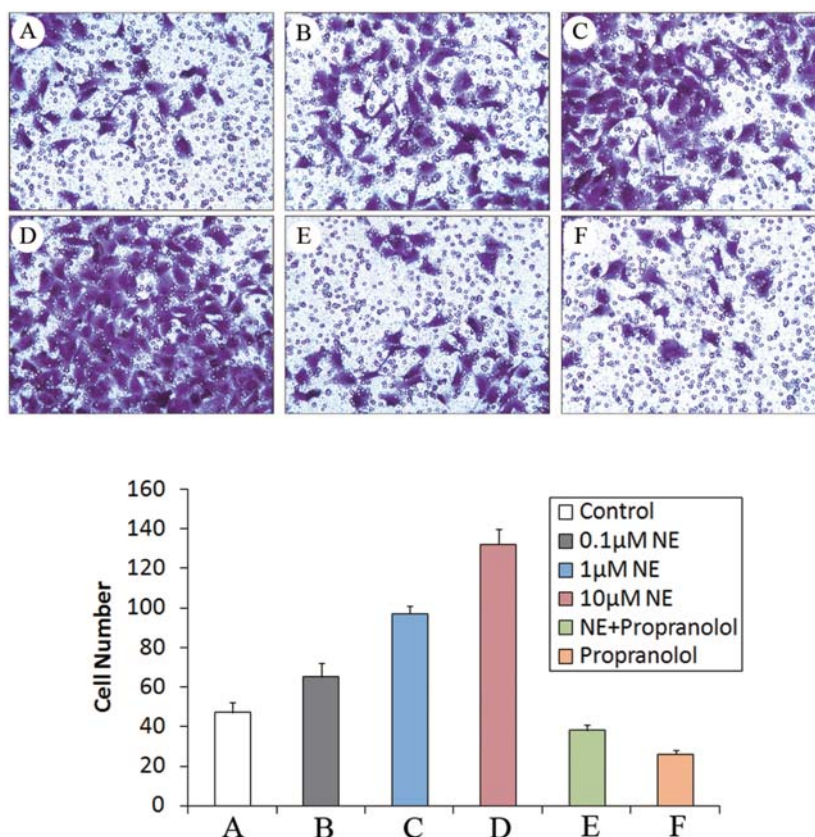 A
B
C
D
E
F
160
140
120
100
80
60
40
20
0
Cell Number
Control
0.1μM NE
1μM NE
10μM NE
NE+Propranolol
Propranolol
A
B
C
D
E
F